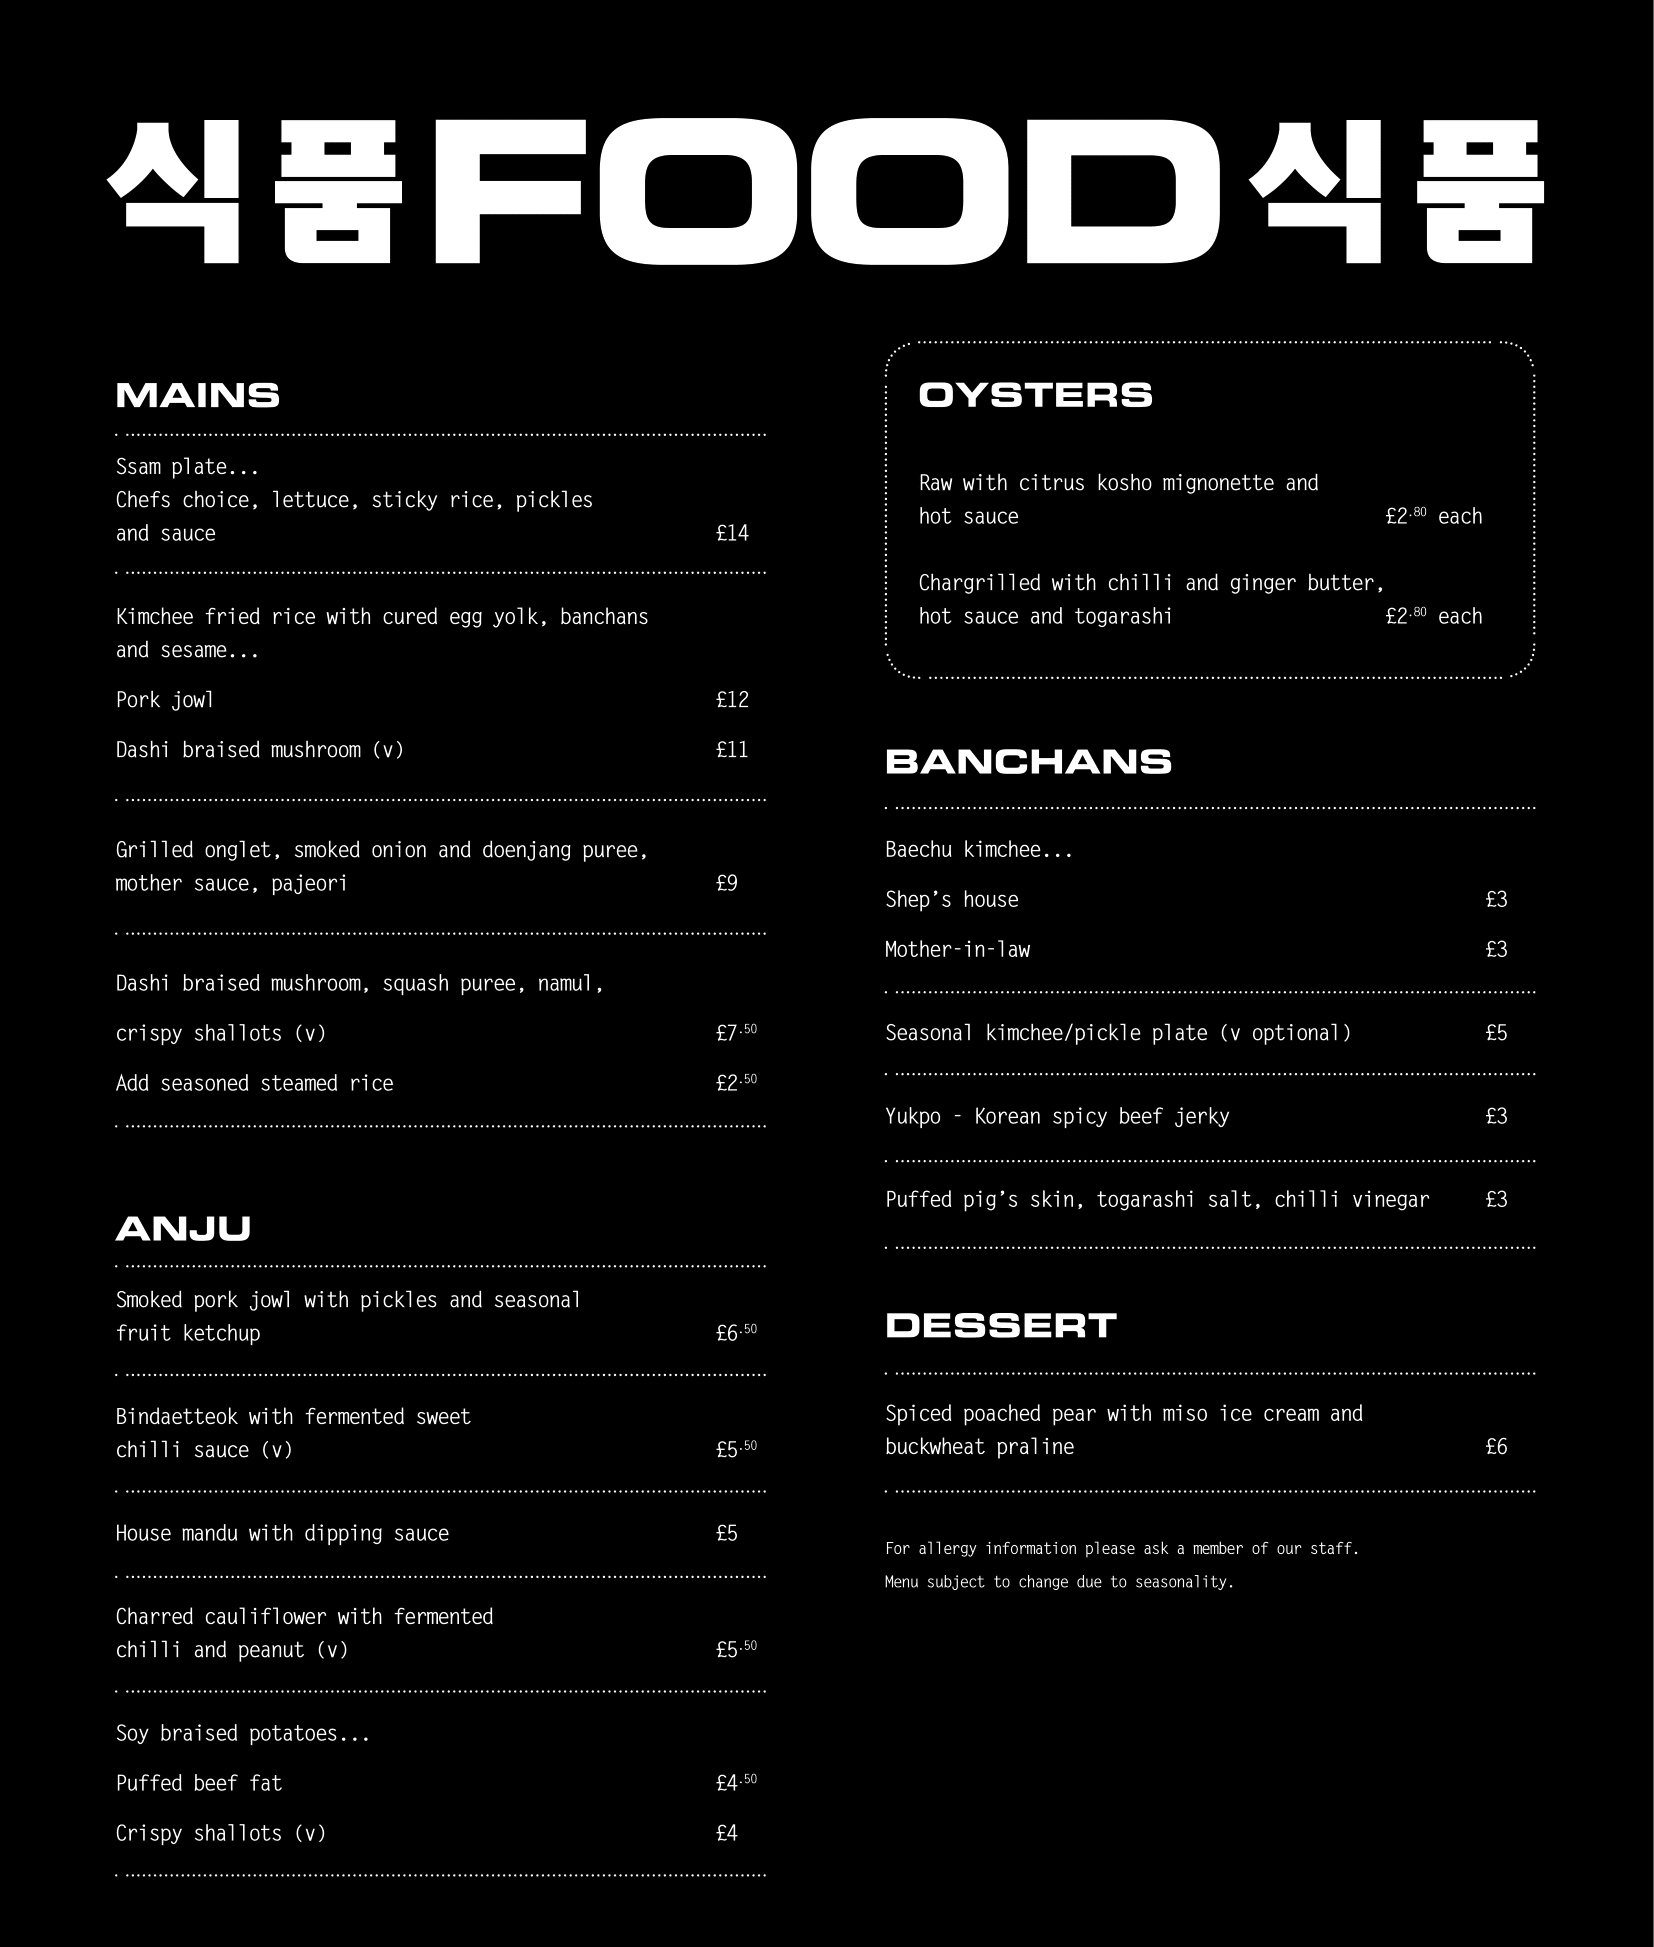 식품FOOD식품
MAINS
Ssam plate...
Chefs choice, lettuce, sticky rice, pickles
and sauce £14
Kimchee fried rice with cured egg yolk, banchans
and sesame...
Pork jowl £12
Dashi braised mushroom (v) £11
Grilled onglet, smoked onion and doenjang puree,
mother sauce, pajeori £9
Dashi braised mushroom, squash puree, namul,
crispy shallots (v) £7.50
Add seasoned steamed rice £2.50
ANJU
Smoked pork jowl with pickles and seasonal
fruit ketchup £6.50
Bindaetteok with fermented sweet
chilli sauce (v) £5.50
House mandu with dipping sauce £5
Charred cauliflower with fermented
chilli and peanut (v) £5.50
Soy braised potatoes...
Puffed beef fat £4.50
Crispy shallots (v) £4
OYSTERS
Raw with citrus kosho mignonette and
hot sauce £2.80 each
Chargrilled with chilli and ginger butter,
hot sauce and togarashi £2.80 each
BANCHANS
Baechu kimchee...
Shep’s house £3
Mother-in-law £3
Seasonal kimchee/pickle plate (v optional) £5
Yukpo - Korean spicy beef jerky £3
Puffed pig’s skin, togarashi salt, chilli vinegar £3
DESSERT
Spiced poached pear with miso ice cream and
buckwheat praline £6
For allergy information please ask a member of our staff.
Menu subject to change due to seasonality.